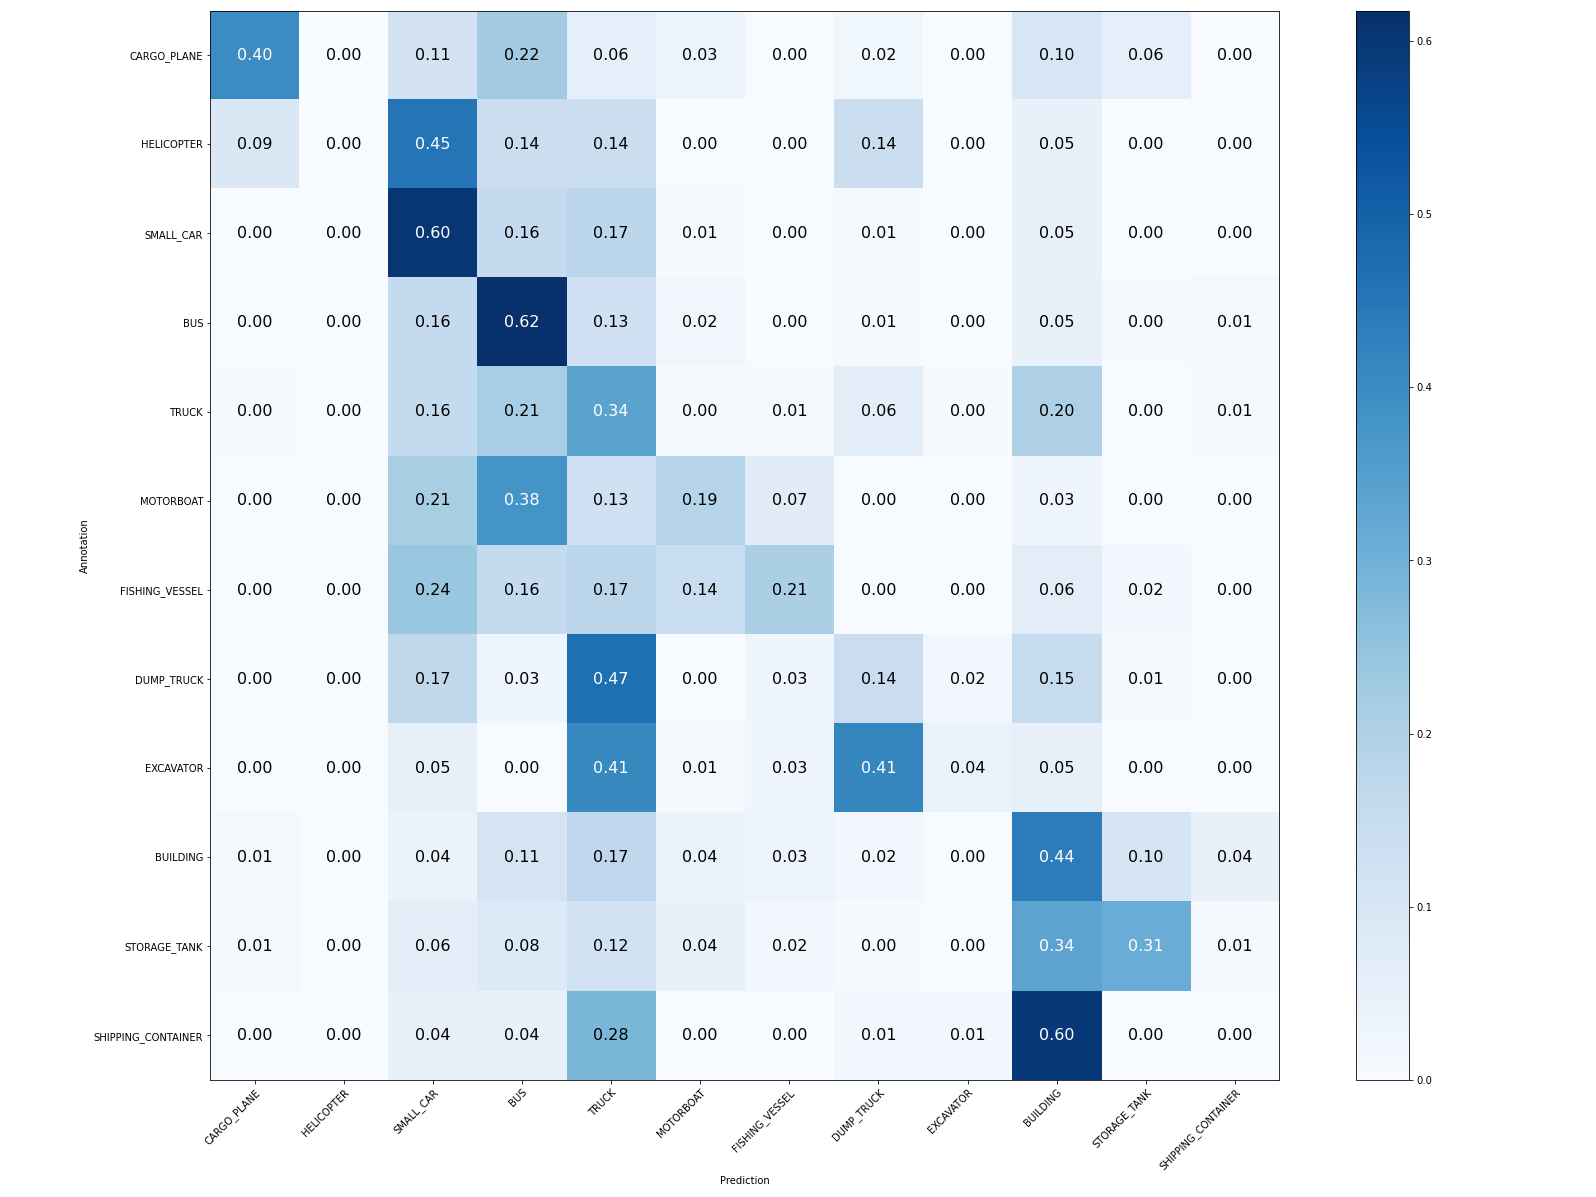 CARGO_PLANE 0.40 0.00 0.11 0.22 0.06 0.03 0.00 0.02 0.00 0.10 0.06 0.00
HELICOPTER 0.09 0.00 0.45 0.14 0.14 0.00 0.00 0.14 0.00 0.05 0.00 0.00
SMALL_CAR 0.00 0.00 0.60 0.16 0.17 0.01 0.00 0.01 0.00 0.05 0.00 0.00
BUS 0.00 0.00 0.16 0.62 0.13 0.02 0.00 0.01 0.00 0.05 0.00 0.01
TRUCK 0.00 0.00 0.16 0.21 0.34 0.00 0.01 0.06 0.00 0.20 0.00 0.01
MOTORBOAT 0.00 0.00 0.21 0.38 0.13 0.19 0.07 0.00 0.00 0.03 0.00 0.00
FISHING_VESSEL 0.00 0.00 0.24 0.16 0.17 0.14 0.21 0.00 0.00 0.06 0.02 0.00
DUMP_TRUCK 0.00 0.00 0.17 0.03 0.47 0.00 0.03 0.14 0.02 0.15 0.01 0.00
EXCAVATOR 0.00 0.00 0.05 0.00 0.41 0.01 0.03 0.41 0.04 0.05 0.00 0.00
BUILDING 0.01 0.00 0.04 0.11 0.17 0.04 0.03 0.02 0.00 0.44 0.10 0.04
STORAGE_TANK 0.01 0.00 0.06 0.08 0.12 0.04 0.02 0.00 0.00 0.34 0.31 0.01
SHIPPING_CONTAINER 0.00 0.00 0.04 0.04 0.28 0.00 0.00 0.01 0.01 0.60 0.00 0.00
CARGO_PLANE HELICOPTER SMALL_CAR BUS TRUCK MOTORBOAT FISHING_VESSEL DUMP_TRUCK EXCAVATOR BUILDING STORAGE_TANK SHIPPING_CONTAINER
Prediction
Annotation
0.6
0.5
0.4
0.3
0.2
0.1
0.0